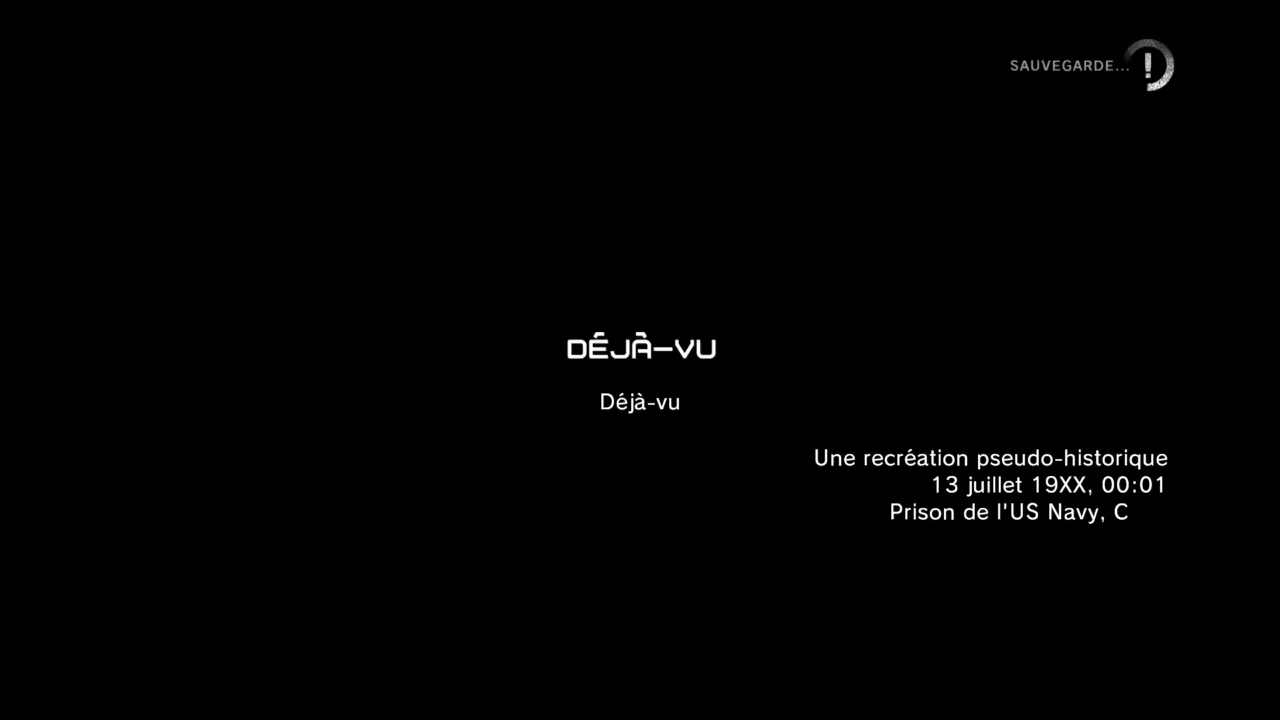 SAUVEGARDE...
DÉJÀ-VU
Déjà-vu
Une recréation pseudo-historique
13 juillet 19XX, 00:01
Prison de l'US Navy, C